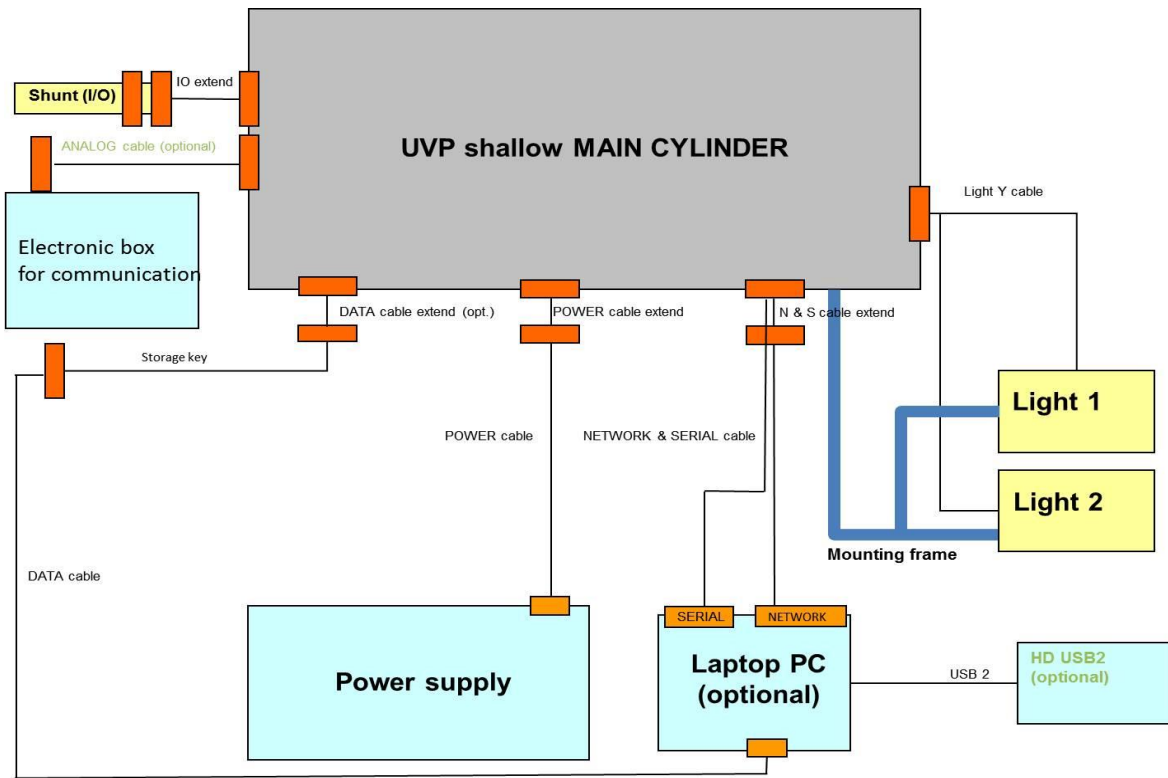 IO extend
Shunt (I/O)
ANALOG cable (optional)
UVP shallow MAIN CYLINDER
Light Y cable
Electronic box
for communication
DATA cable extend (opt.)
POWER cable extend
N & S cable extend
Storage key
Light 1
POWER cable
NETWORK & SERIAL cable
Light 2
Mounting frame
DATA cable
SERIAL
NETWORK
Power supply
Laptop PC
(optional)
USB 2
HD USB2
(optional)